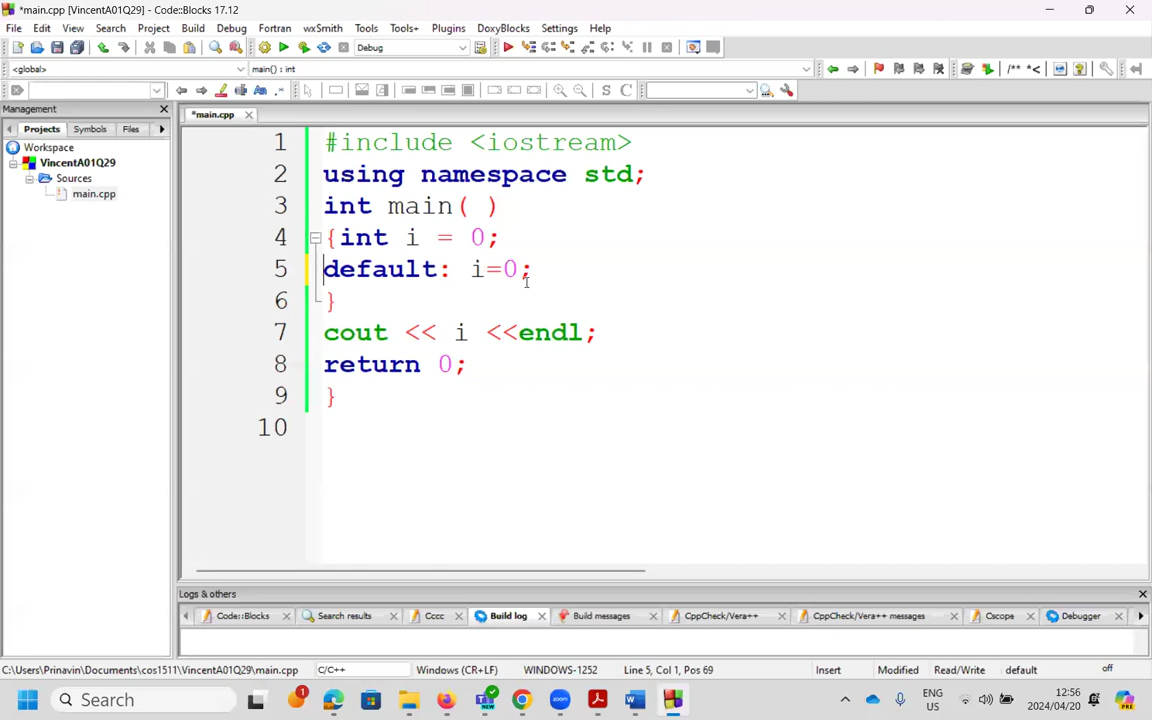 *main.cpp [VincentA01Q29] - Code::Blocks 17.12
File Edit View Search Project Build Debug Fortran wxSmith Tools Tools+ Plugins DoxyBlocks Settings Help
Debug
<global> main() : int
/** *<
S C
Management
Projects Symbols Files
*main.cpp
Workspace
VincentA01Q29
Sources
main.cpp
1 #include <iostream>
2 using namespace std;
3 int main( )
4 {int i = 0;
5 default: i=0;
6 }
7 cout << i <<endl;
8 return 0;
9 }
10
Logs & others
Code::Blocks Search results Cccc Build log Build messages CppCheck/Vera++ CppCheck/Vera++ messages Cscope Debugger
C:\Users\Prinavin\Documents\cos1511\VincentA01Q29\main.cpp C/C++ Windows (CR+LF) WINDOWS-1252 Line 5, Col 1, Pos 69 Insert Modified Read/Write default off
Search 1 zoom W ENG US 12:56 2024/04/20 PRE